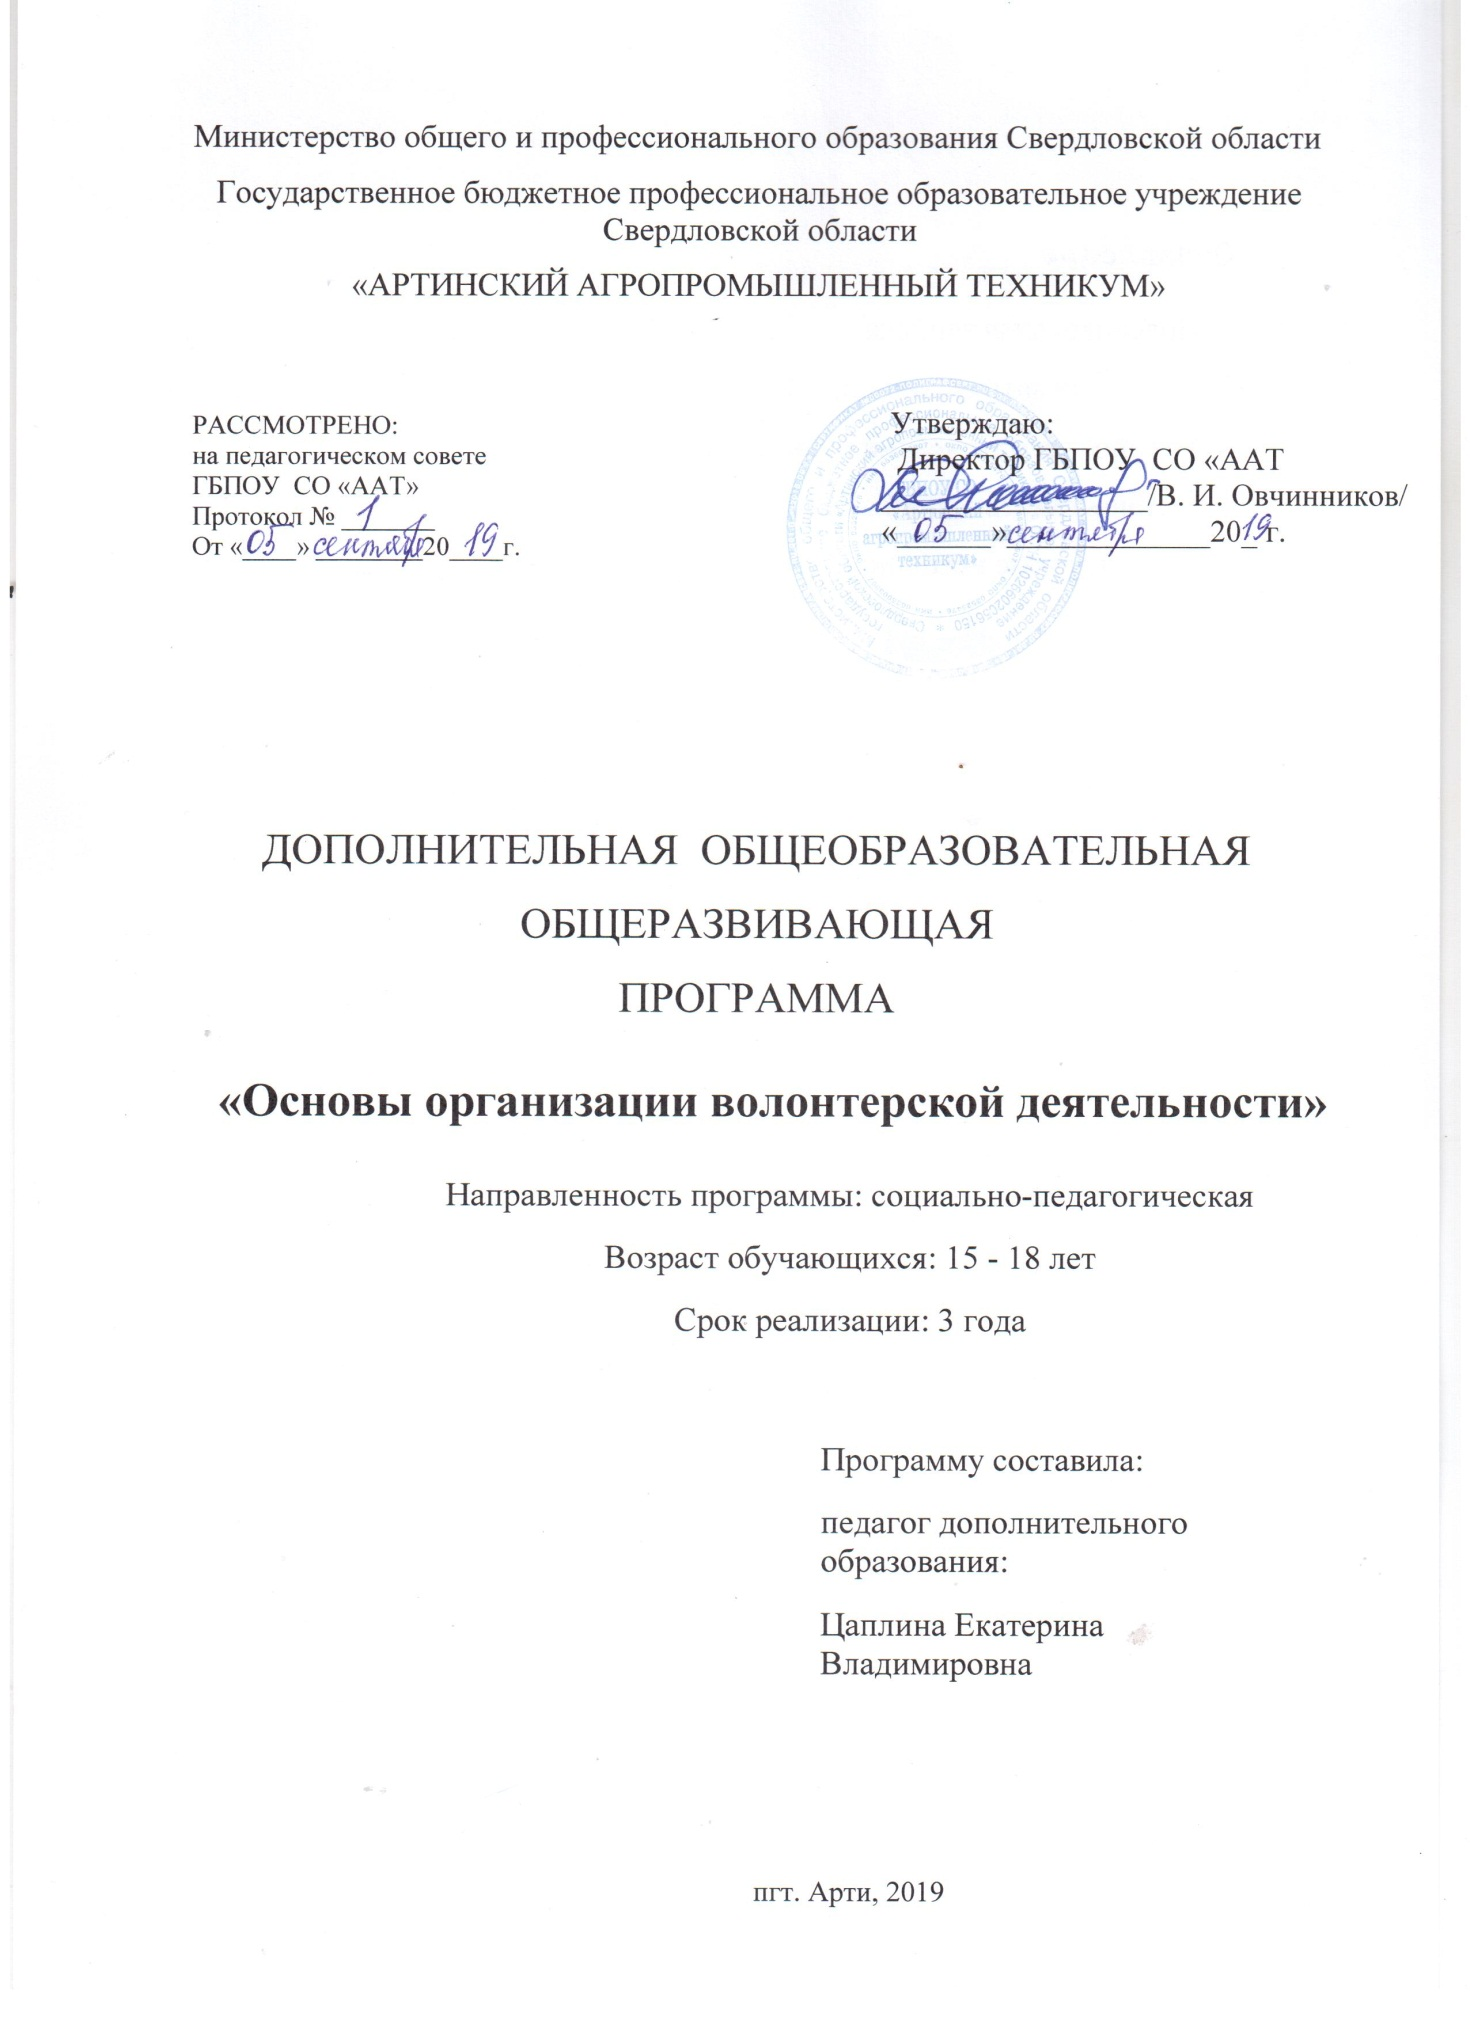 Министерство общего и профессионального образования Свердловской области
Государственное бюджетное профессиональное образовательное учреждение
Свердловской области
«АРТИНСКИЙ АГРОПРОМЫШЛЕННЫЙ ТЕХНИКУМ»
РАССМОТРЕНО:
на педагогическом совете
ГБПОУ СО «ААТ»
Протокол № 1
От «05» сентября 2019 г.
Утверждаю:
Директор ГБПОУ СО «ААТ
/В. И. Овчинников/
«05» сентября 2019 г.
агропромышленный
техникум»
ДОПОЛНИТЕЛЬНАЯ ОБЩЕОБРАЗОВАТЕЛЬНАЯ
ОБЩЕРАЗВИВАЮЩАЯ
ПРОГРАММА
«Основы организации волонтерской деятельности»
Направленность программы: социально-педагогическая
Возраст обучающихся: 15 - 18 лет
Срок реализации: 3 года
Программу составила:
педагог дополнительного
образования:
Цаплина Екатерина
Владимировна
пгт. Арти, 2019